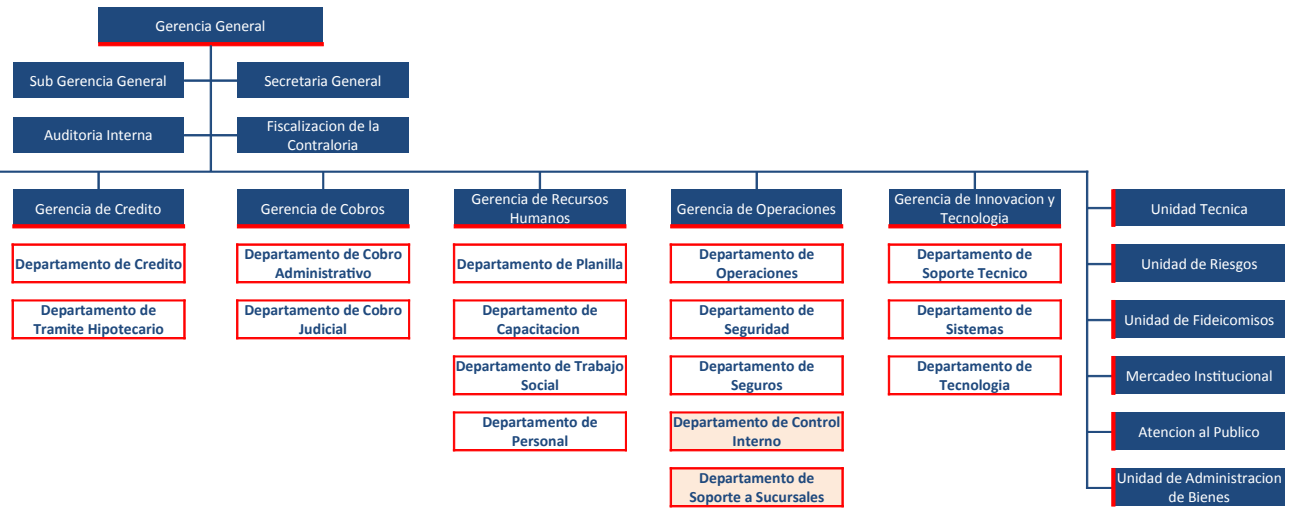 Gerencia General
Sub Gerencia General
Secretaria General
Auditoria Interna
Fiscalizacion de la
Contraloria
Gerencia de Credito
Departamento de Credito
Departamento de
Tramite Hipotecario
Gerencia de Cobros
Departamento de Cobro
Administrativo
Departamento de Cobro
Judicial
Gerencia de Recursos
Humanos
Departamento de Planilla
Departamento de
Capacitacion
Departamento de Trabajo
Social
Departamento de
Personal
Gerencia de Operaciones
Departamento de
Operaciones
Departamento de
Seguridad
Departamento de
Seguros
Departamento de Control
Interno
Departamento de
Soporte a Sucursales
Gerencia de Innovacion y
Tecnologia
Departamento de
Soporte Tecnico
Departamento de
Sistemas
Departamento de
Tecnologia
Unidad Tecnica
Unidad de Riesgos
Unidad de Fideicomisos
Mercadeo Institucional
Atencion al Publico
Unidad de Administracion
de Bienes